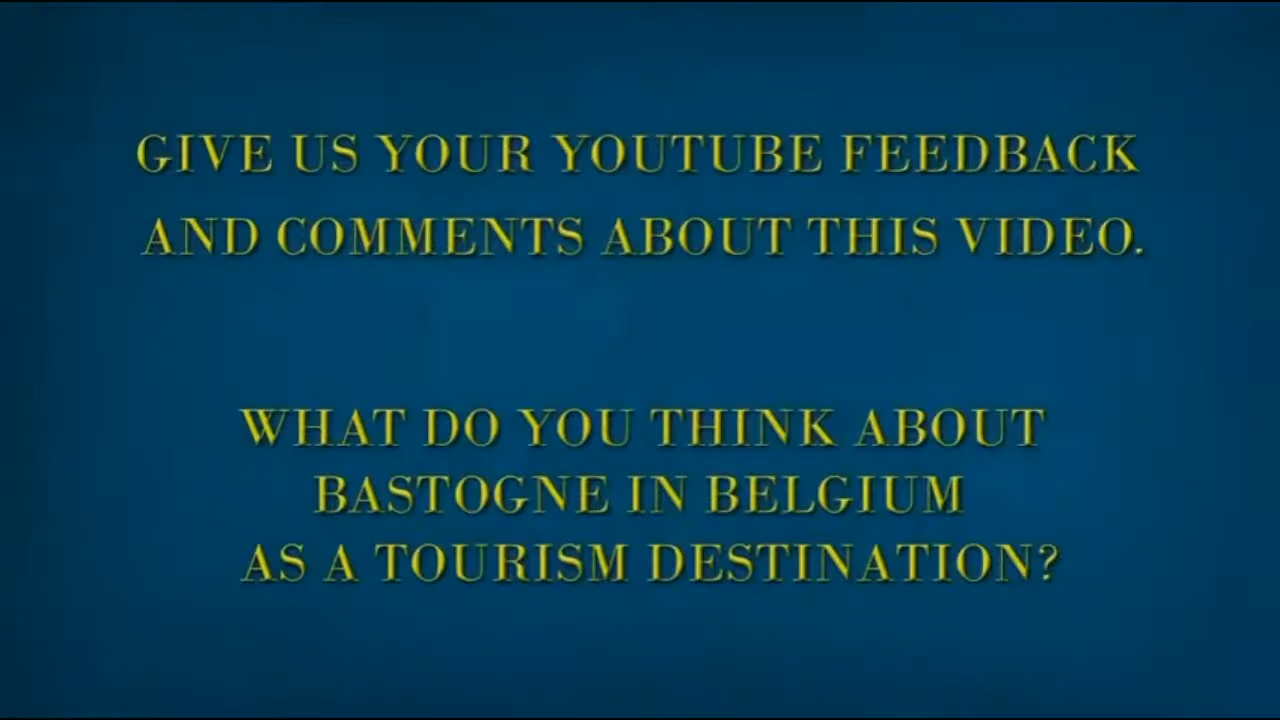 GIVE US YOUR YOUTUBE FEEDBACK
AND COMMENTS ABOUT THIS VIDEO.
WHAT DO YOU THINK ABOUT
BASTOGNE IN BELGIUM
AS A TOURISM DESTINATION?